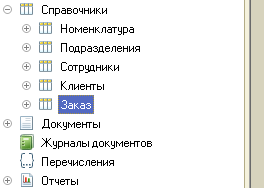 Справочники
Номенклатура
Подразделения
Сотрудники
Клиенты
Заказ
Документы
Журналы документов
Перечисления
Отчеты